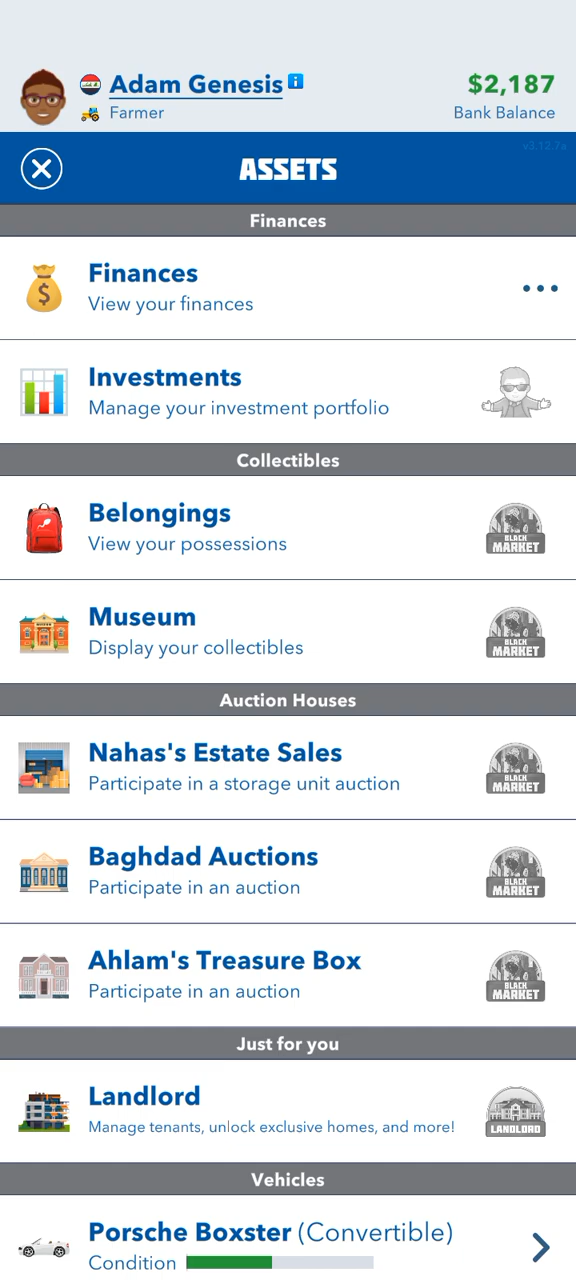 Adam Genesis
$2,187
Farmer
Bank Balance
v3.12.7a
ASSETS
Finances
Finances
View your finances
Investments
Manage your investment portfolio
Collectibles
Belongings
View your possessions
BLACK
MARKET
Museum
Display your collectibles
BLACK
MARKET
Auction Houses
Nahas's Estate Sales
Participate in a storage unit auction
BLACK
MARKET
Baghdad Auctions
Participate in an auction
BLACK
MARKET
Ahlam's Treasure Box
Participate in an auction
BLACK
MARKET
Just for you
Landlord
Manage tenants, unlock exclusive homes, and more!
LANDLORD
Vehicles
Porsche Boxster (Convertible)
Condition